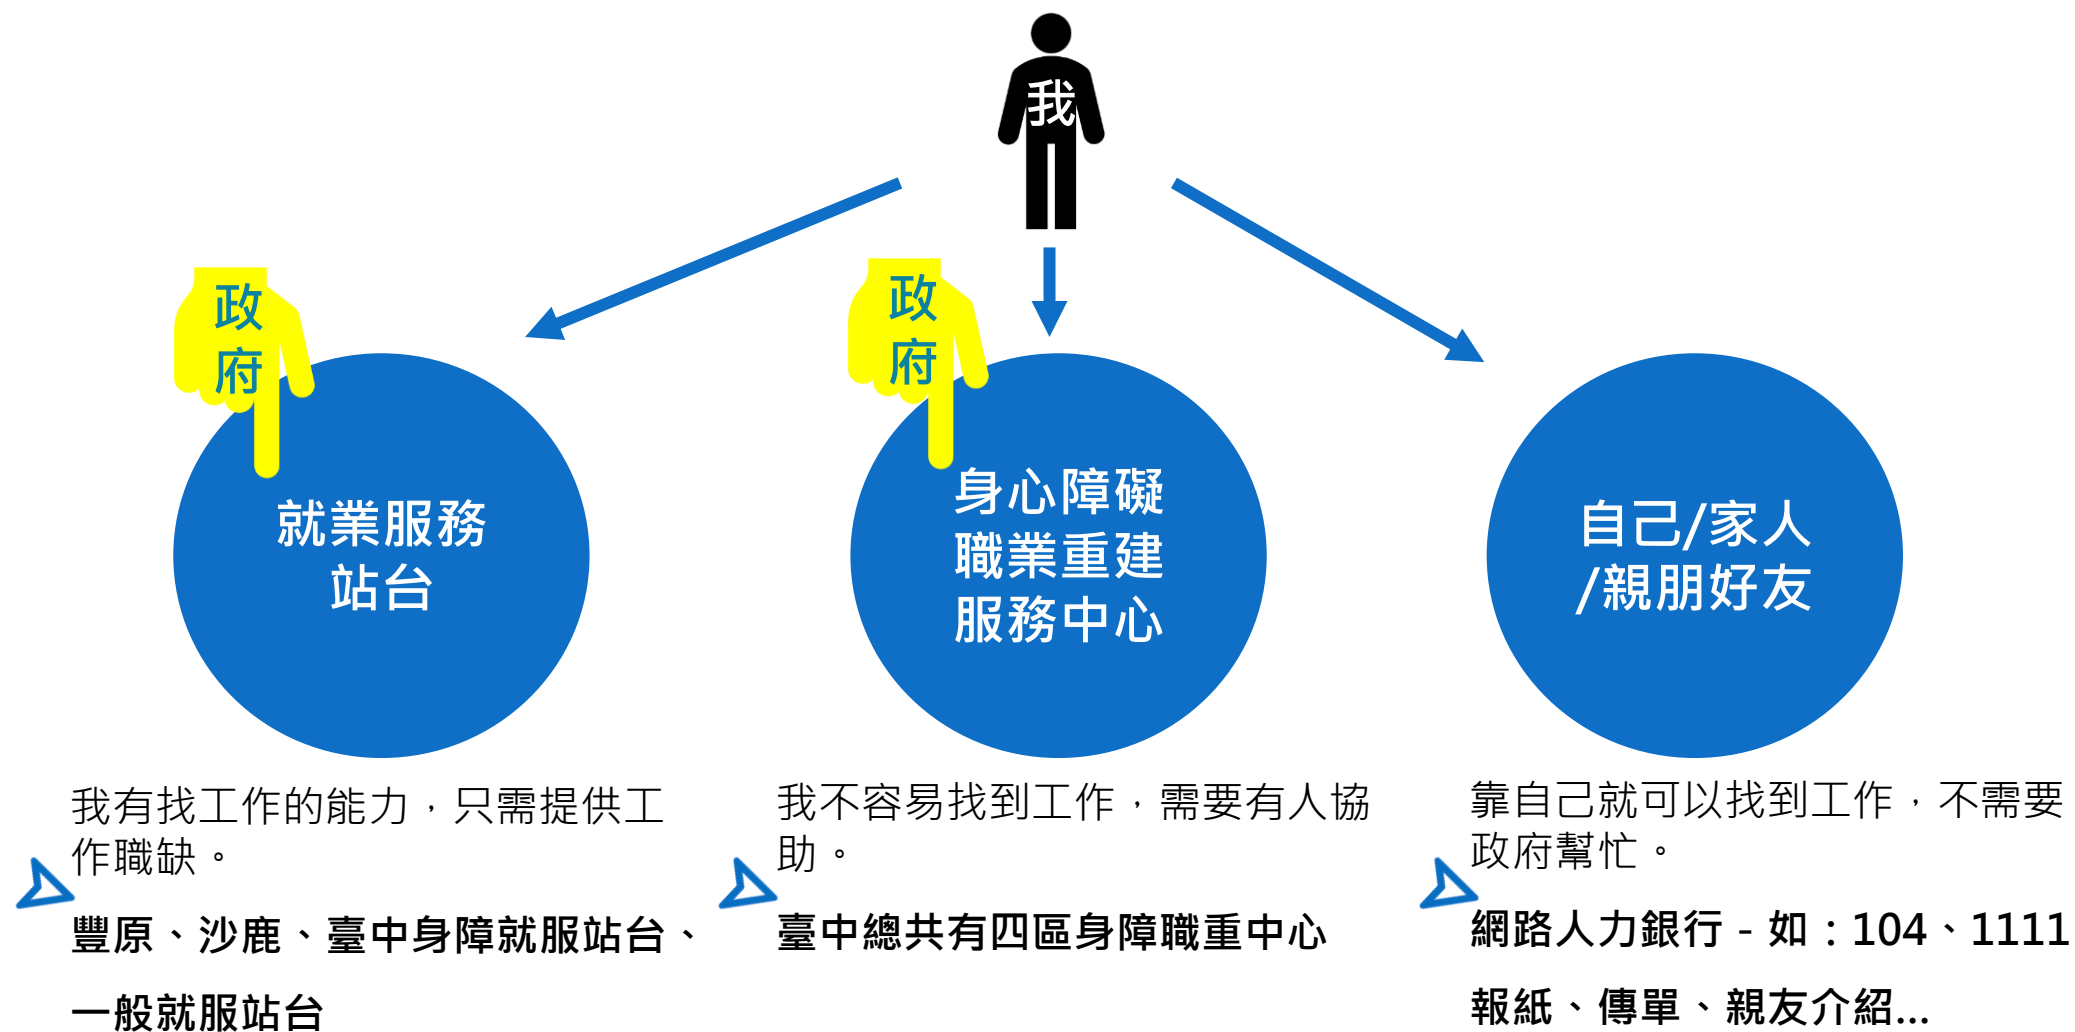 我
政
府
就業服務
站台
政
府
身心障礙
職業重建
服務中心
自己/家人
/親朋好友
我有找工作的能力，只需提供工
作職缺。
豐原、沙鹿、臺中身障就服站台、
一般就服站台
我不容易找到工作，需要有人協
助。
臺中總共有四區身障職重中心
靠自己就可以找到工作，不需要
政府幫忙。
網路人力銀行－如：104、1111
報紙、傳單、親友介紹...